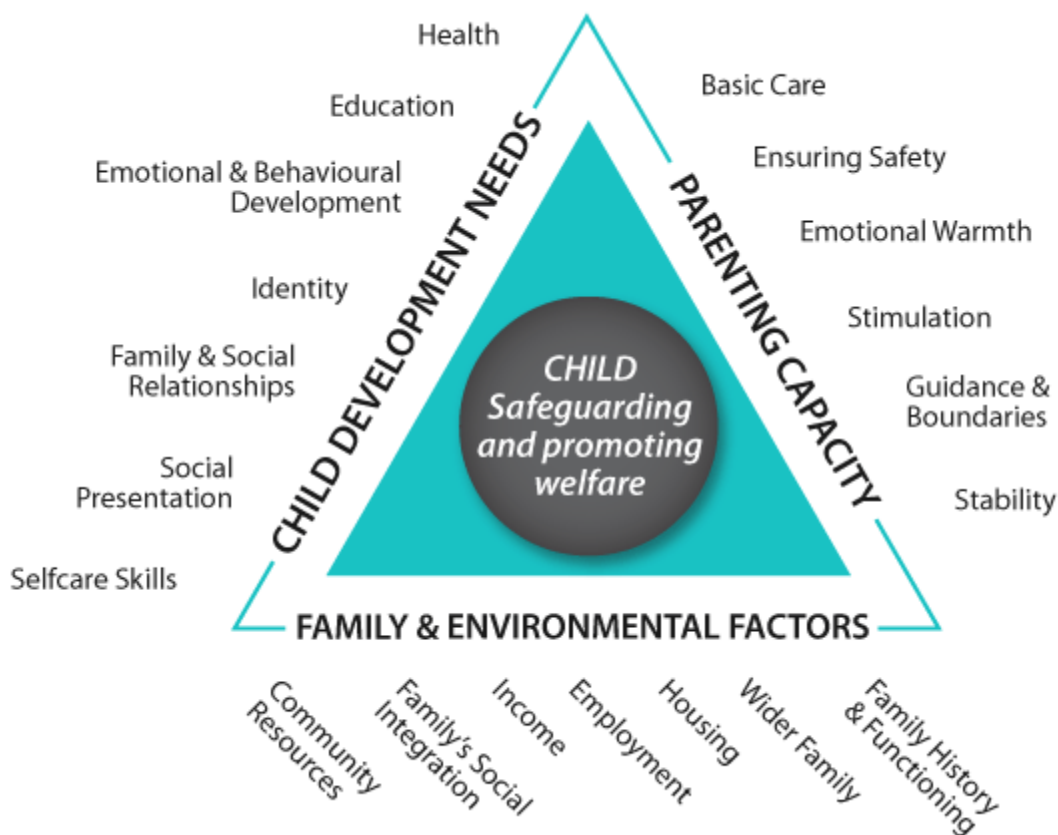 Health
Education
Emotional & Behavioural
Development
Identity
Family & Social
Relationships
Social
Presentation
Selfcare Skills
CHILD DEVELOPMENT NEEDS
Basic Care
Ensuring Safety
Emotional Warmth
Stimulation
Guidance &
Boundaries
Stability
PARENTING CAPACITY
CHILD
Safeguarding
and promoting
welfare
FAMILY & ENVIRONMENTAL FACTORS
Community
Resources
Family's Social
Integration
Income
Employment
Housing
Wider Family
Family History
& Functioning